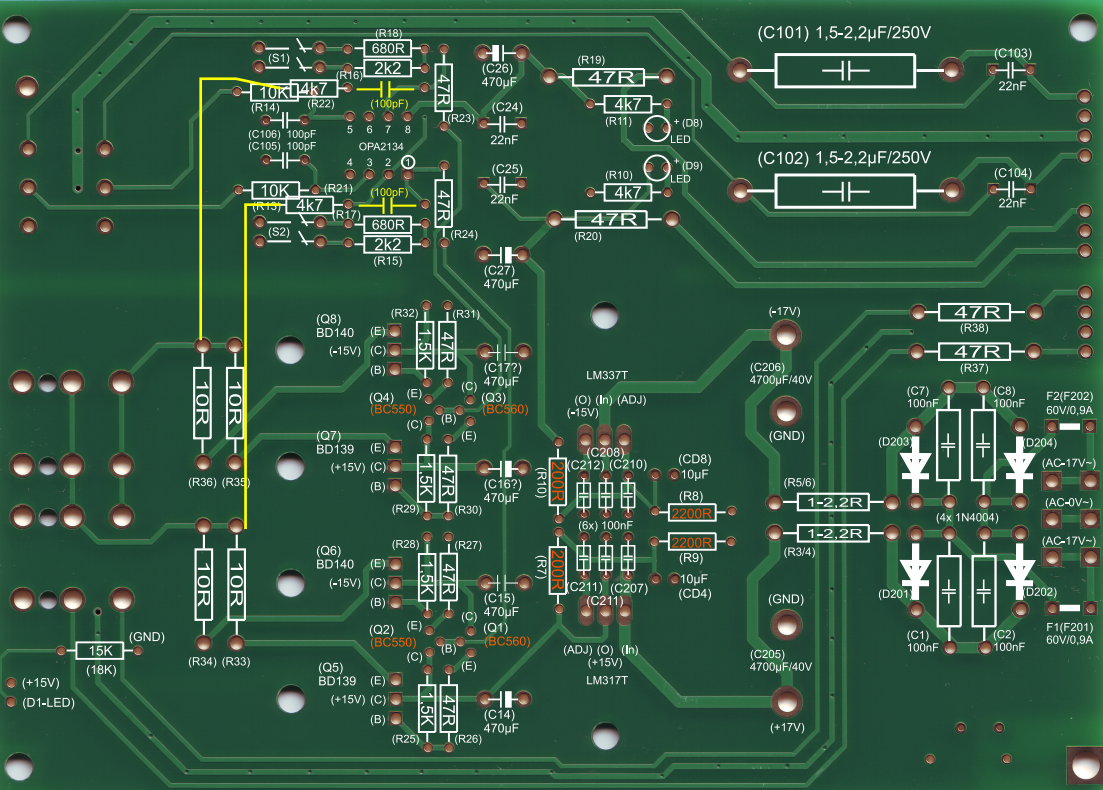 (R18)
(S1)
680R
2k2
(R16)
10K
4k7
(R14)
(R22)
(100pF)
47R
(R23)
(C106) 100pF
(C105) 100pF
5 6 7 8
OPA2134
4 3 2 1
10K
(R21)
(R13)
4k7
(R17)
(100pF)
47R
(R24)
(S2)
680R
2k2
(R15)
(C26)
470µF
(C24)
22nF
(C25)
22nF
(C27)
470µF
(R19)
47R
4k7
(R11)
+ (D8)
LED
+ (D9)
LED
(R10)
4k7
47R
(R20)
(C101) 1,5-2,2µF/250V
(C103)
22nF
(C102) 1,5-2,2µF/250V
(C104)
22nF
47R
(R38)
47R
(R37)
10R
10R
(R36)
(R35)
10R
10R
(R34)
(R33)
(Q8)
BD140
(-15V)
(E)
(C)
(B)
(R32)
(R31)
1.5K
47R
(C17?)
470µF
(E)
(C)
(Q4)
(BC550)
(Q3)
(BC560)
(B)
(C)
(E)
(Q7)
BD139
(+15V)
(E)
(C)
(B)
1.5K
47R
(R29)
(R30)
(C16?)
470µF
(Q6)
BD140
(-15V)
(E)
(C)
(B)
(R28)
(R27)
1.5K
47R
(C15)
470µF
(E)
(C)
(Q2)
(BC550)
(Q1)
(BC560)
(B)
(C)
(E)
(Q5)
BD139
(+15V)
(E)
(C)
(B)
1.5K
47R
(R25)
(R26)
(C14)
470µF
LM337T
(O) (In) (ADJ)
(-15V)
(C208)
(C212)
(C210)
(R10)
200R
(6x) 100nF
(R7)
200R
(C211)
(C207)
(C211)
(ADJ) (O) (In)
(+15V)
LM317T
(CD8)
10µF
(R8)
2200R
2200R
(R9)
10µF
(CD4)
(-17V)
(C206)
4700µF/40V
(GND)
(R5/6)
1-2,2R
1-2,2R
(R3/4)
(GND)
(C205)
4700µF/40V
(+17V)
(C7)
100nF
(C8)
100nF
(D203)
(D204)
(4x 1N4004)
(D201)
(D202)
(C1)
100nF
(C2)
100nF
F2(F202)
60V/0,9A
(AC-17V~)
(AC-0V~)
(AC-17V~)
F1(F201)
60V/0,9A
(GND)
15K
(18K)
(+15V)
(D1-LED)